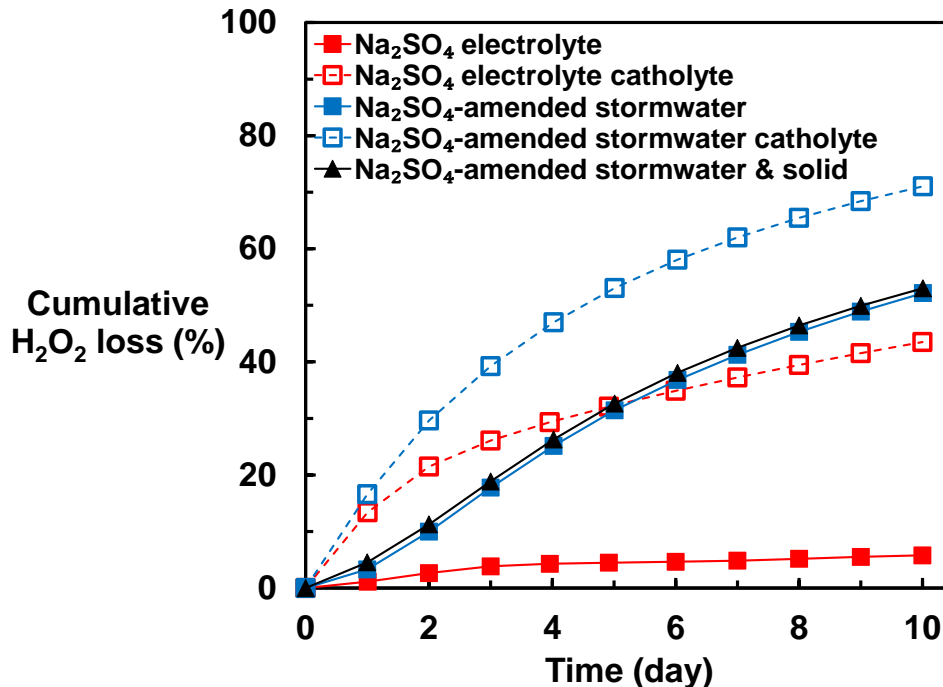 100
80
60
40
20
0
Cumulative
H₂O₂ loss (%)
Na₂SO₄ electrolyte
Na₂SO₄ electrolyte catholyte
Na₂SO₄-amended stormwater
Na₂SO₄-amended stormwater catholyte
Na₂SO₄-amended stormwater & solid
0 2 4 6 8 10
Time (day)